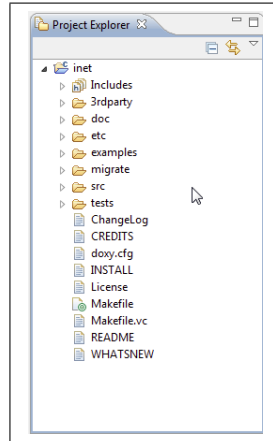 Project Explorer
inet
Includes
3rdparty
doc
etc
examples
migrate
src
tests
ChangeLog
CREDITS
doxy.cfg
INSTALL
License
Makefile
Makefile.vc
README
WHATSNEW